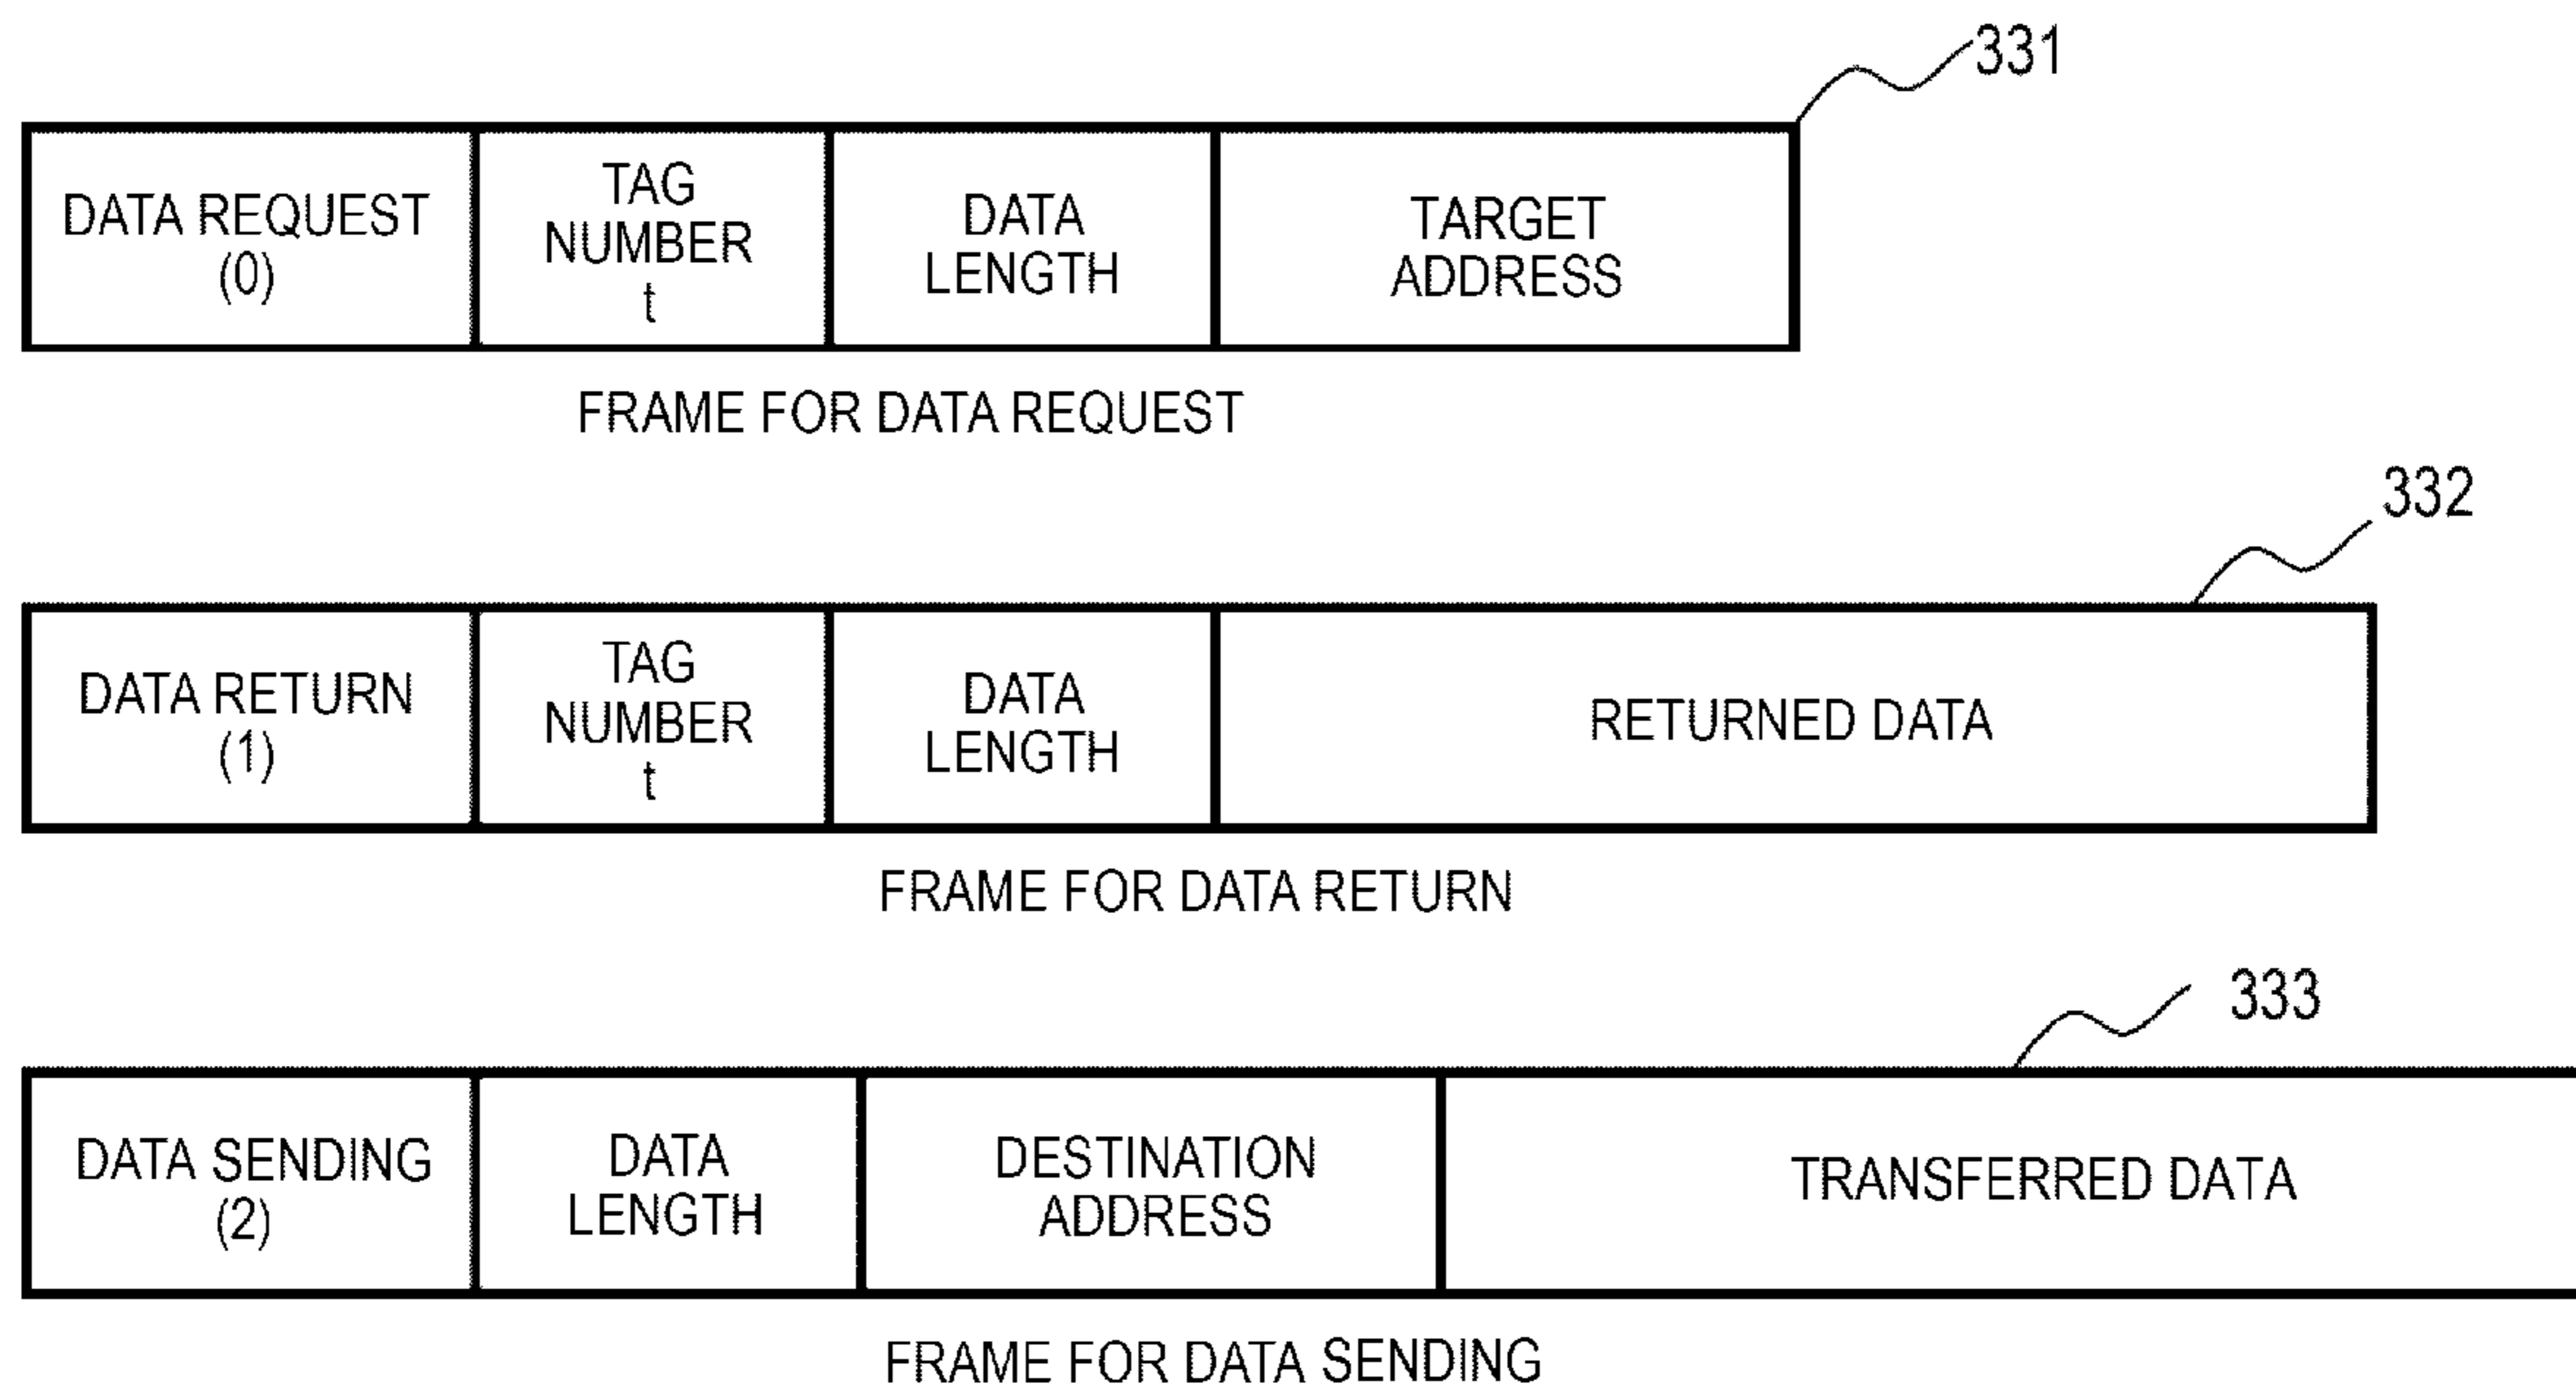 331
DATA REQUEST
(0)
TAG
NUMBER
t
DATA
LENGTH
TARGET
ADDRESS
FRAME FOR DATA REQUEST
332
DATA RETURN
(1)
TAG
NUMBER
t
DATA
LENGTH
RETURNED DATA
FRAME FOR DATA RETURN
333
DATA SENDING
(2)
DATA
LENGTH
DESTINATION
ADDRESS
TRANSFERRED DATA
FRAME FOR DATA SENDING